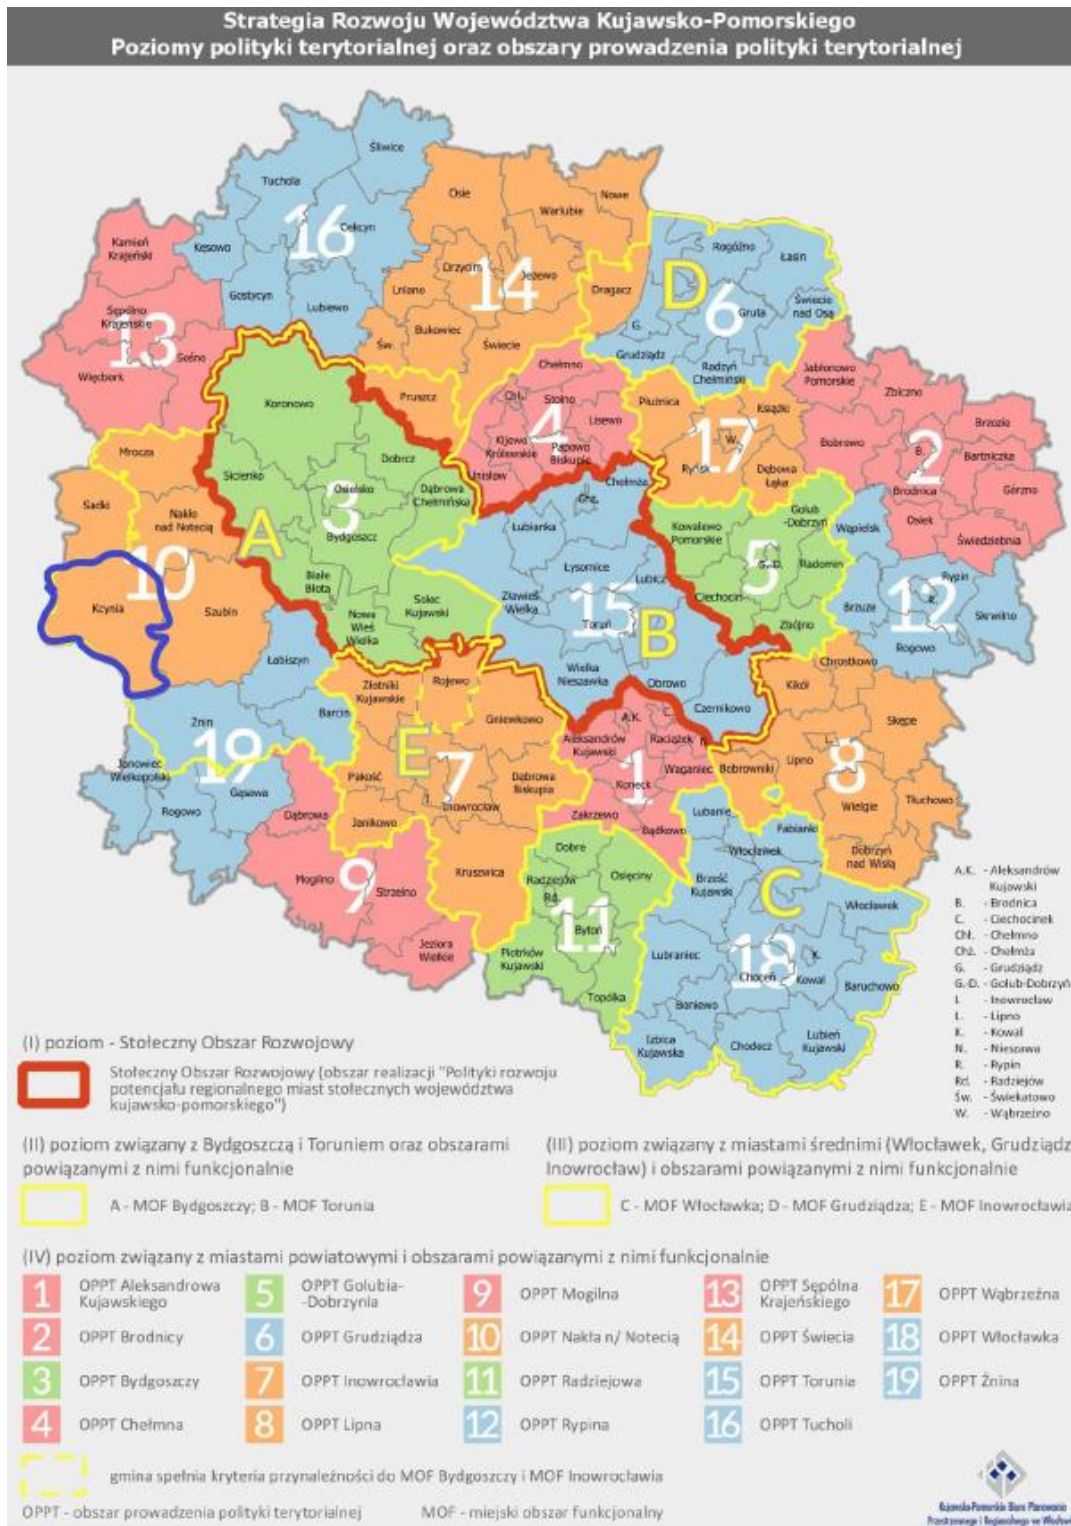 Strategia Rozwoju Województwa Kujawsko-Pomorskiego
Poziomy polityki terytorialnej oraz obszary prowadzenia polityki terytorialnej
Śliwice
Tuchola
Osie
Nowe
Warlubie
Kamień
Krajeński
Kęsowo
16
Cekcyn
Rogóźno
Łasin
D
Drzycim
14
Jeżewo
Lniano
Dragacz
Gostycyn
Lubiewo
Sępólno
Krajeńskie
13
Sośno
Więcbork
6
Gruta
Świecie
nad Osą
G.
Bukowiec
Św.
Świecie
Grudziądz
Radzyń
Chełmiński
Chełmno
Jabłonowo
Pomorskie
Zbiczno
Pruszcz
Chł.
Stolno
4
Lisewo
Płużnica
Książki
17
W.
Koronowo
Kijewo
Królewskie
Papowo
Biskupie
Brzozie
Bobrowo
2
B.
Bartniczka
Mrocza
Sicienko
Dobrcz
Unisław
Ryńsk
Dębowa
Łąka
Osielsko
3
Dąbrowa
Chełmińska
Chełmża
Chż.
Brodnica
Górzno
Sadki
Nakło
nad Notecią
A
Bydgoszcz
Łubianka
Golub
-Dobrzyń
Osiek
Kowalewo
Pomorskie
Wąpielsk
Świedziebnia
10
Łysomice
Lubicz
5
G.-D.
Radomin
Kcynia
Szubin
Białe
Błota
Solec
Kujawski
Zławieś
Wielka
15
Toruń
B
Ciechocin
Rypin
12
R.
Brzuze
Skrwilno
Nowa
Wieś
Wielka
Zbójno
Rogowo
Łabiszyn
Wielka
Nieszawka
Obrowo
Chrostkowo
Złotniki
Kujawskie
Rojewo
Kikół
Czernikowo
Barcin
Żnin
Gniewkowo
A.K.
Skępe
19
E
Aleksandrów
Kujawski
Raciążek
Janowiec
Wielkopolski
Gąsawa
Pakość
7
Dąbrowa
Biskupia
1
Koneck
Waganiec
Bobrowniki
Lipno
8
Inowrocław
Wielgie
Tłuchowo
Rogowo
Dąbrowa
Janikowo
Zakrzewo
Bądkowo
Lubanie
Fabianki
Dobrzyń
nad Wisłą
Dobre
Włocławek
Mogilno
9
Strzelno
Kruszwica
Radziejów
Osięciny
Brześć
Kujawski
C
Włocławek
Rd.
11
Bytoń
Jeziora
Wielkie
Piotrków
Kujawski
Lubraniec
18
Choceń
K.
Kowal
Baruchowo
Topólka
Boniewo
Izbica
Kujawska
Chodecz
Lubień
Kujawski
A.K. - Aleksandrów
Kujawski
B. - Brodnica
C. - Ciechocinek
Chł. - Chełmno
Chż. - Chełmża
G. - Grudziądz
G.-D. - Golub-Dobrzyń
I. - Inowrocław
L. - Lipno
K. - Kowal
N. - Nieszawa
R. - Rypin
Rd. - Radziejów
Św. - Świekatowo
W. - Wąbrzeźno
(I) poziom - Stołeczny Obszar Rozwojowy
Stołeczny Obszar Rozwojowy (obszar realizacji "Polityki rozwoju
potencjału regionalnego miast stołecznych województwa
kujawsko-pomorskiego")
(II) poziom związany z Bydgoszczą i Toruniem oraz obszarami
powiązanymi z nimi funkcjonalnie
A - MOF Bydgoszczy; B - MOF Torunia
(III) poziom związany z miastami średnimi (Włocławek, Grudziądz
Inowrocław) i obszarami powiązanymi z nimi funkcjonalnie
C - MOF Włocławka; D - MOF Grudziądza; E - MOF Inowrocławia
(IV) poziom związany z miastami powiatowymi i obszarami powiązanymi z nimi funkcjonalnie
1 OPPT Aleksandrowa
Kujawskiego
2 OPPT Brodnicy
3 OPPT Bydgoszczy
4 OPPT Chełmna
5 OPPT Golubia-
-Dobrzynia
6 OPPT Grudziądza
7 OPPT Inowrocławia
8 OPPT Lipna
9 OPPT Mogilna
10 OPPT Nakła n/ Notecią
11 OPPT Radziejowa
12 OPPT Rypina
13 OPPT Sępólna
Krajeńskiego
14 OPPT Świecia
15 OPPT Torunia
16 OPPT Tucholi
17 OPPT Wąbrzeźna
18 OPPT Włocławka
19 OPPT Żnina
gmina spełnia kryteria przynależności do MOF Bydgoszczy i MOF Inowrocławia
OPPT - obszar prowadzenia polityki terytorialnej
MOF - miejski obszar funkcjonalny
Kujawsko-Pomorskie Biuro Planowania
Przestrzennego i Regionalnego we Włocławku